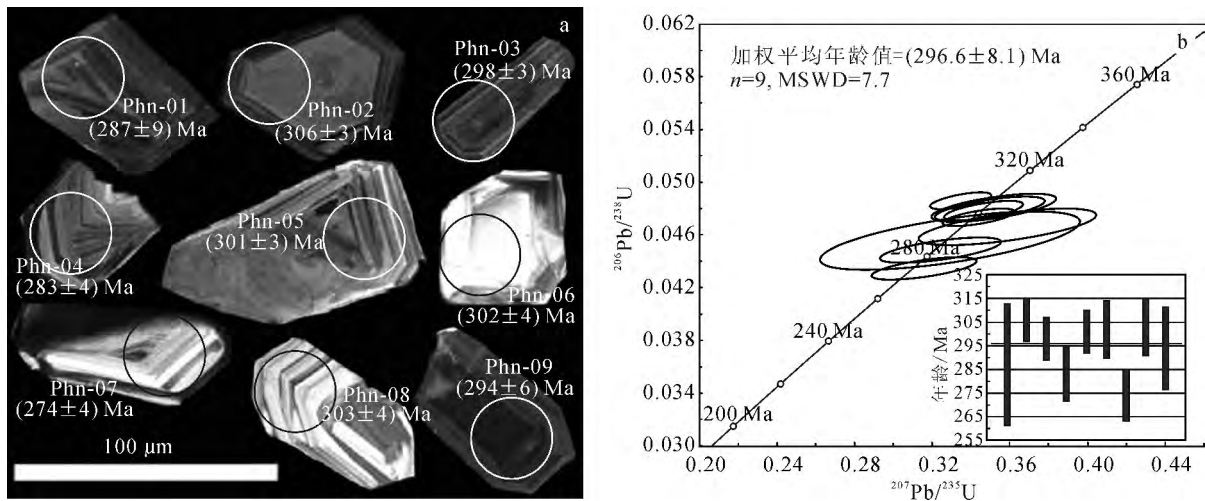 a
Phn-01
(287±9) Ma
Phn-02
(306±3) Ma
Phn-03
(298±3) Ma
Phn-04
(283±4) Ma
Phn-05
(301±3) Ma
Phn-06
(302±4) Ma
Phn-07
(274±4) Ma
Phn-08
(303±4) Ma
Phn-09
(294±6) Ma
100 μm
b
加权平均年龄值=(296.6±8.1) Ma
n=9, MSWD=7.7
0.062
0.058
0.054
0.050
0.046
0.042
0.038
0.034
0.030
²⁰⁶Pb/²³⁸U
360 Ma
320 Ma
280 Ma
240 Ma
200 Ma
0.20
0.24
0.28
0.32
0.36
0.40
0.44
²⁰⁷Pb/²³⁵U
325
315
305
295
285
275
265
255
年龄/Ma